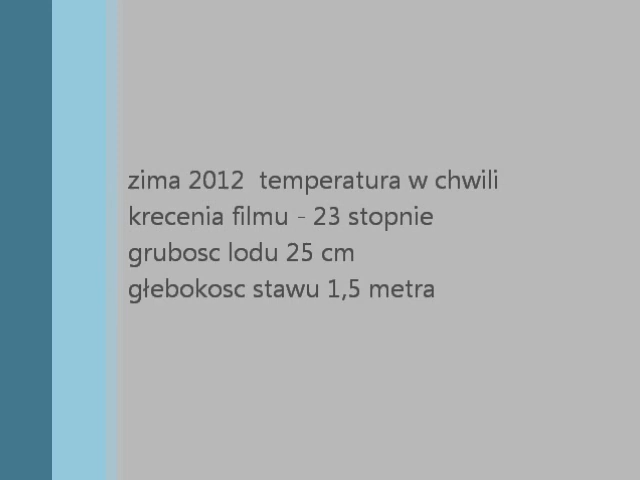 zima 2012  temperatura w chwili
krecenia filmu - 23 stopnie
grubosc lodu 25 cm
głebokosc stawu 1,5 metra